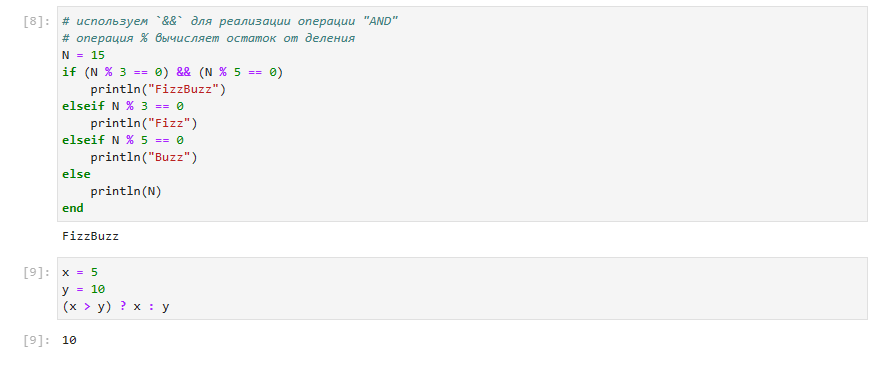 [8]: # используем `&&` для реализации операции "AND"
# операция % вычисляет остаток от деления
N = 15
if (N % 3 == 0) && (N % 5 == 0)
    println("FizzBuzz")
elseif N % 3 == 0
    println("Fizz")
elseif N % 5 == 0
    println("Buzz")
else
    println(N)
end
FizzBuzz
[9]: x = 5
y = 10
(x > y) ? x : y
[9]: 10